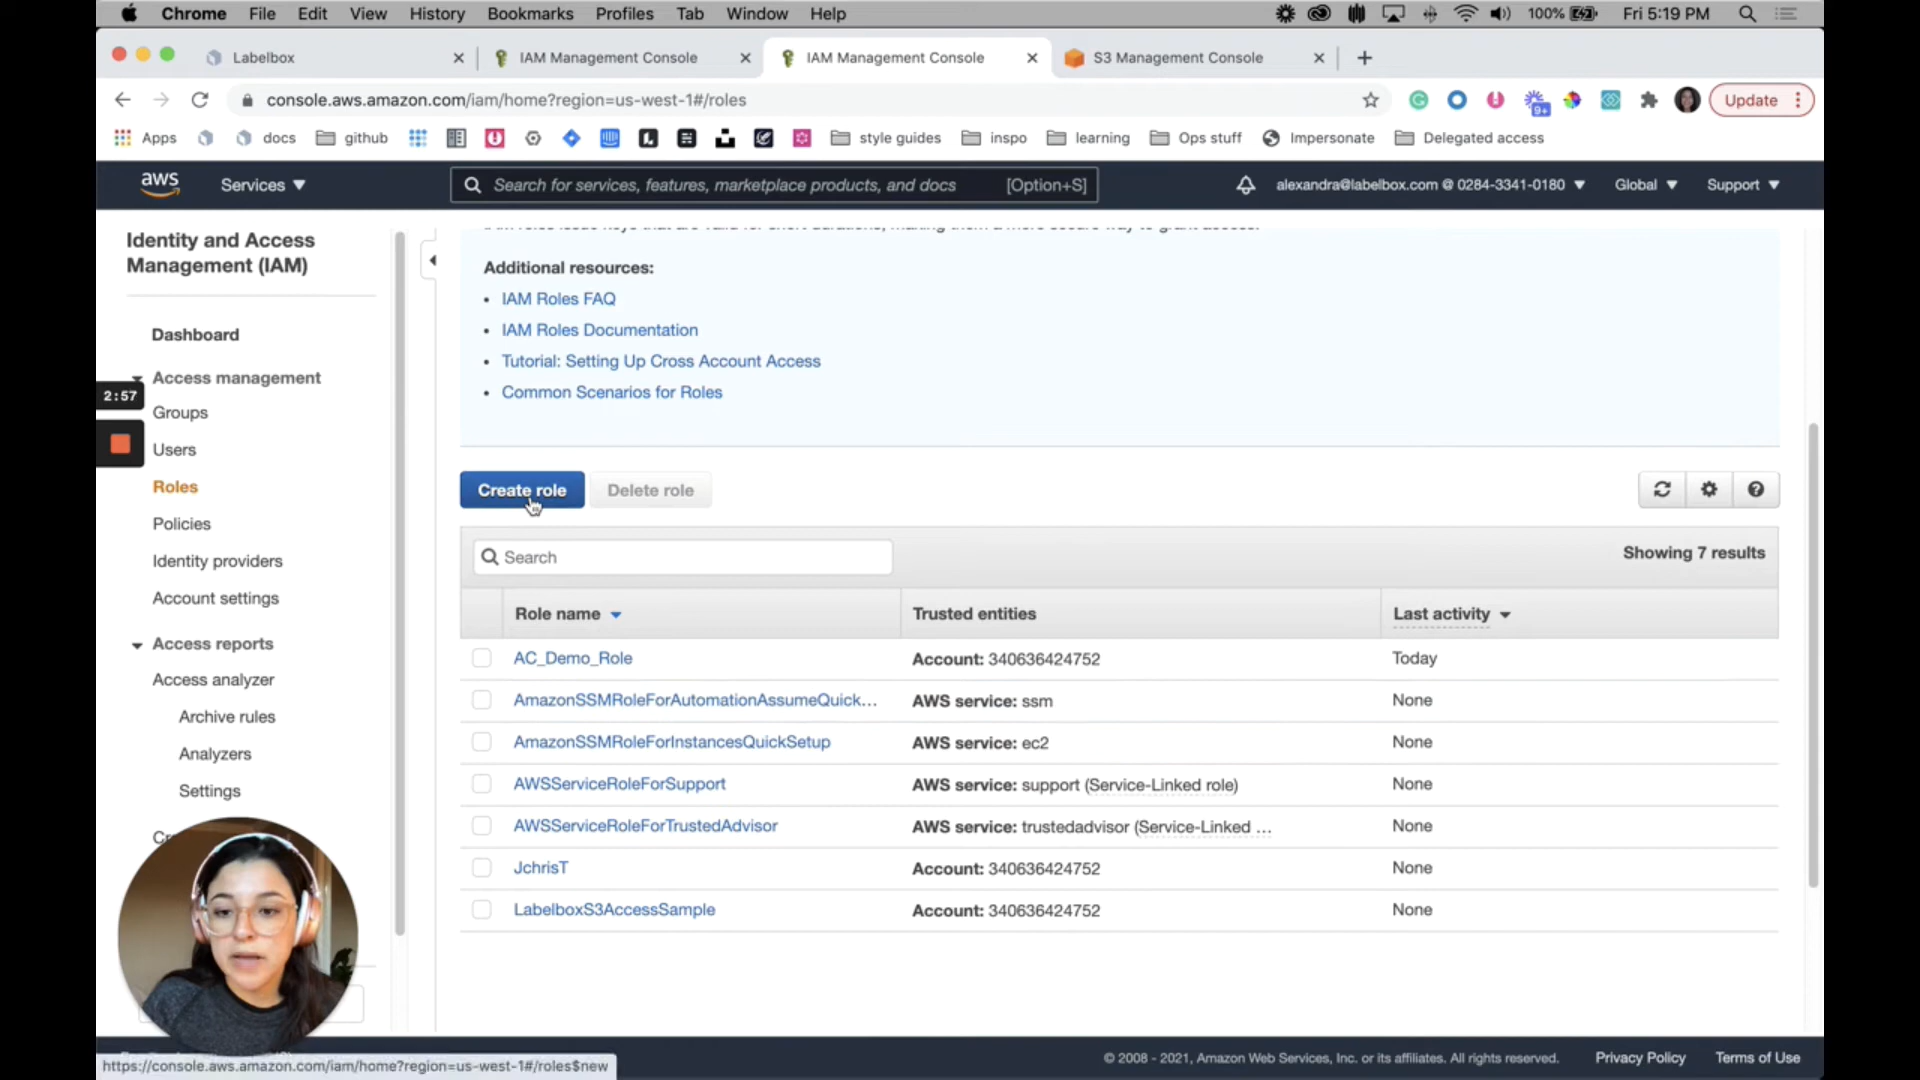 Chrome File Edit View History Bookmarks Profiles Tab Window Help 100% Fri 5:19 PM
Labelbox IAM Management Console IAM Management Console S3 Management Console
console.aws.amazon.com/iam/home?region=us-west-1#/roles Update
9+
Apps docs github style guides inspo learning Ops stuff Impersonate Delegated access
aws Services Search for services, features, marketplace products, and docs [Option+S] alexandra@labelbox.com @ 0284-3341-0180 Global Support
Identity and Access
Management (IAM)
Dashboard
Access management
2:57
Groups
Users
Roles
Policies
Identity providers
Account settings
Access reports
Access analyzer
Archive rules
Analyzers
Settings
Additional resources:
• IAM Roles FAQ
• IAM Roles Documentation
• Tutorial: Setting Up Cross Account Access
• Common Scenarios for Roles
Create role Delete role
Search Showing 7 results
Role name Trusted entities Last activity
AC_Demo_Role Account: 340636424752 Today
AmazonSSMRoleForAutomationAssumeQuick... AWS service: ssm None
AmazonSSMRoleForInstancesQuickSetup AWS service: ec2 None
AWSServiceRoleForSupport AWS service: support (Service-Linked role) None
AWSServiceRoleForTrustedAdvisor AWS service: trustedadvisor (Service-Linked ... None
JchrisT Account: 340636424752 None
LabelboxS3AccessSample Account: 340636424752 None
https://console.aws.amazon.com/iam/home?region=us-west-1#/roles$new
© 2008 - 2021, Amazon Web Services, Inc. or its affiliates. All rights reserved. Privacy Policy Terms of Use